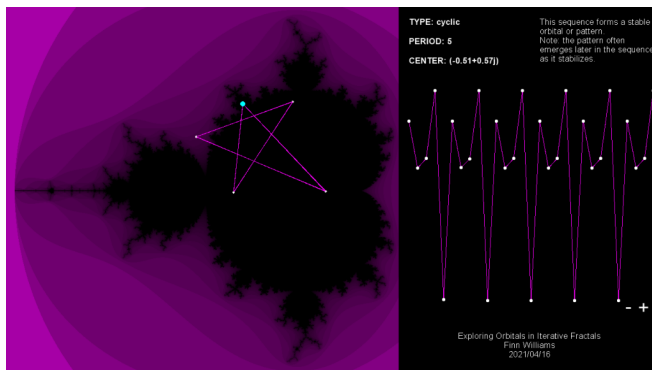 TYPE: cyclic
PERIOD: 5
CENTER: (-0.51+0.57j)
This sequence forms a stable
orbital or pattern.
Note: the pattern often
emerges later in the sequence
as it stabilizes.
- +
Exploring Orbitals in Iterative Fractals
Finn Williams
2021/04/16